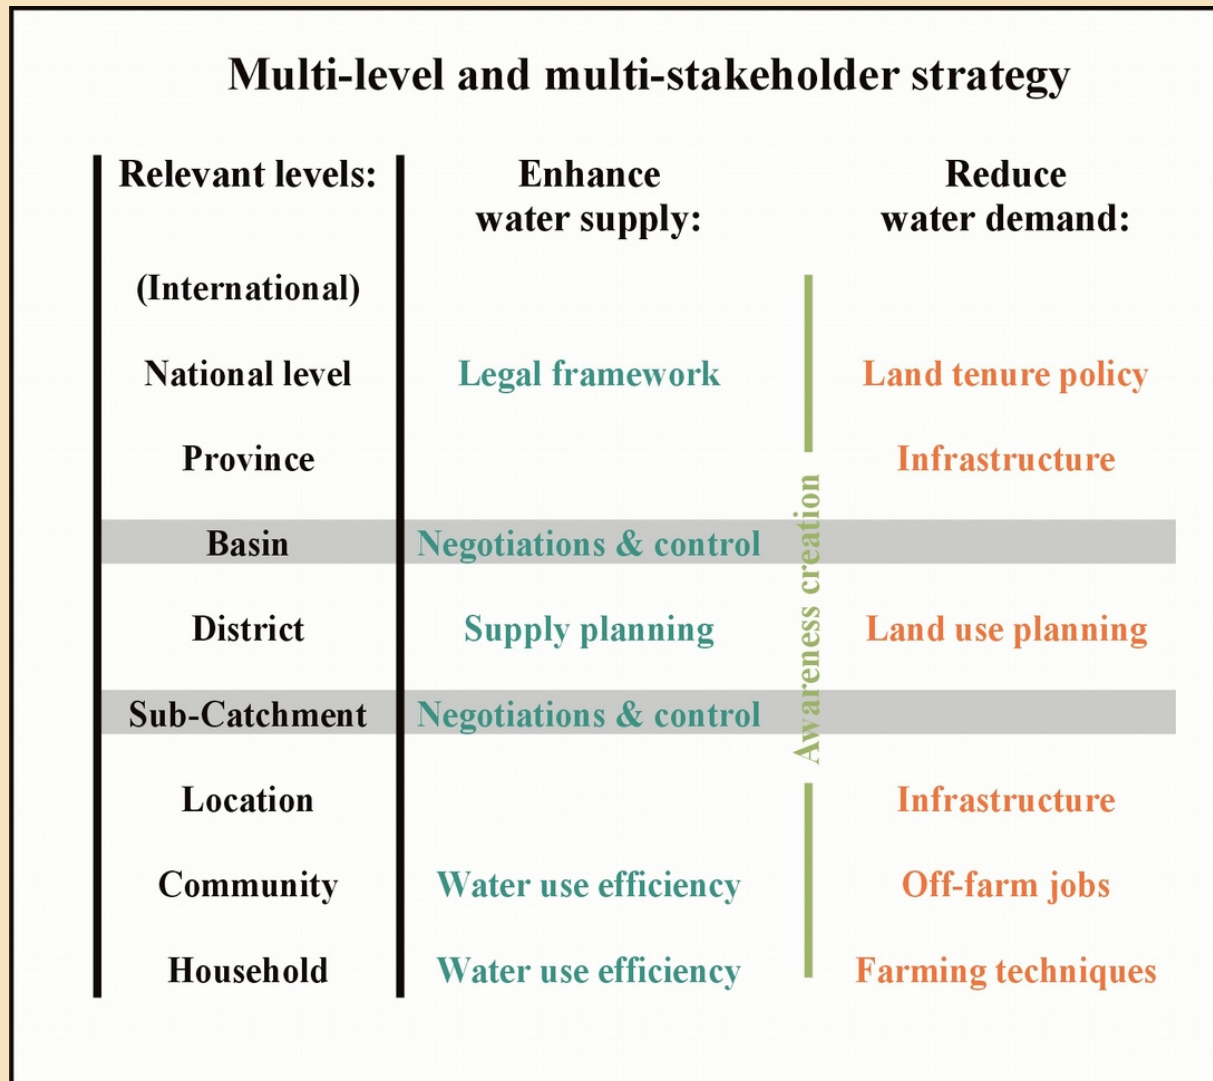 Multi-level and multi-stakeholder strategy
Relevant levels:
Enhance
water supply:
Reduce
water demand:
(International)
National level
Legal framework
Land tenure policy
Province
Infrastructure
Basin
Negotiations & control
District
Supply planning
Land use planning
Sub-Catchment
Negotiations & control
Location
Infrastructure
Community
Water use efficiency
Off-farm jobs
Household
Water use efficiency
Farming techniques
Awareness creation